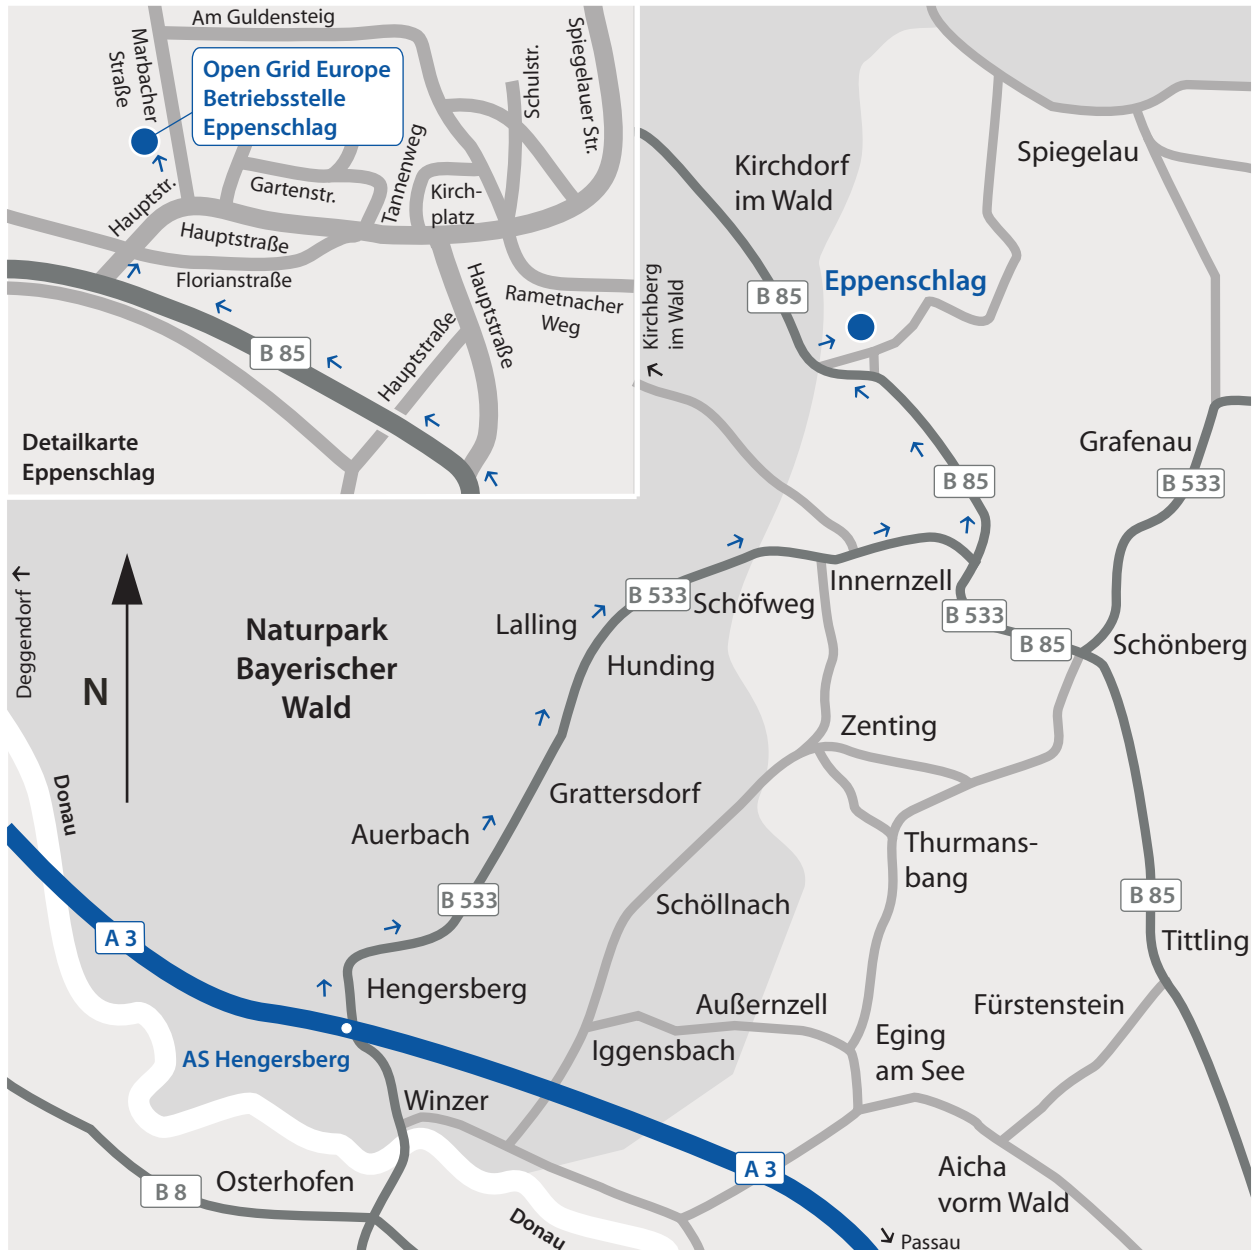 Am Guldensteig
Marbacher
Straße
Open Grid Europe
Betriebsstelle
Eppenschlag
Schulstr.
Spiegelauer Str.
Hauptstr.
Gartenstr.
Tannenweg
Kirch-
platz
Hauptstraße
Florianstraße
Hauptstraße
Hauptstraße
Rametnacher
Weg
B 85
Detailkarte
Eppenschlag
Kirchdorf
im Wald
Spiegelau
Kirchberg
im Wald
B 85
Eppenschlag
Grafenau
B 85
B 533
Deggendorf
N
Naturpark
Bayerischer
Wald
Lalling
B 533
Schöfweg
Innernzell
B 533
B 85
Schönberg
Hunding
Zenting
Donau
Grattersdorf
Auerbach
Thurmans-
bang
B 533
Schöllnach
B 85
Tittling
A 3
Hengersberg
Außernzell
Fürstenstein
AS Hengersberg
Iggensbach
Eging
am See
Winzer
B 8
Osterhofen
A 3
Aicha
vorm Wald
Donau
Passau